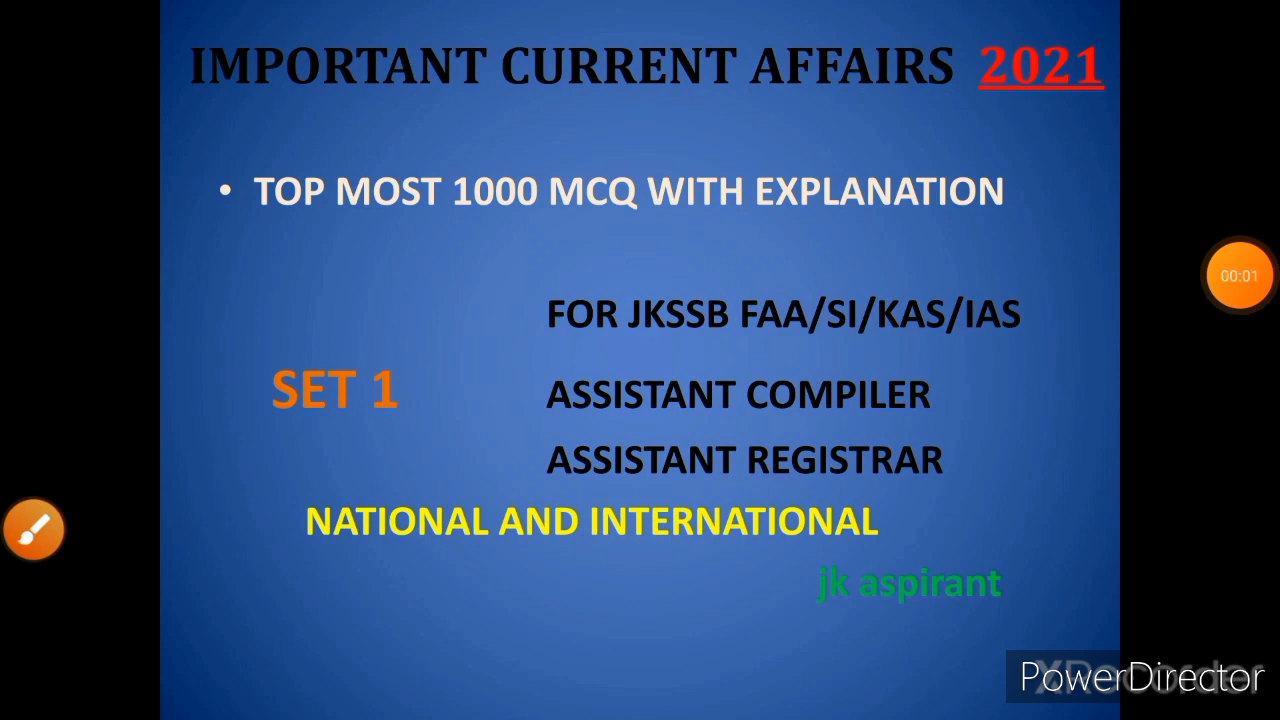 IMPORTANT CURRENT AFFAIRS 2021
• TOP MOST 1000 MCQ WITH EXPLANATION
FOR JKSSB FAA/SI/KAS/IAS
SET 1
ASSISTANT COMPILER
ASSISTANT REGISTRAR
NATIONAL AND INTERNATIONAL
jk aspirant
00:01
PowerDirector
XRecorder